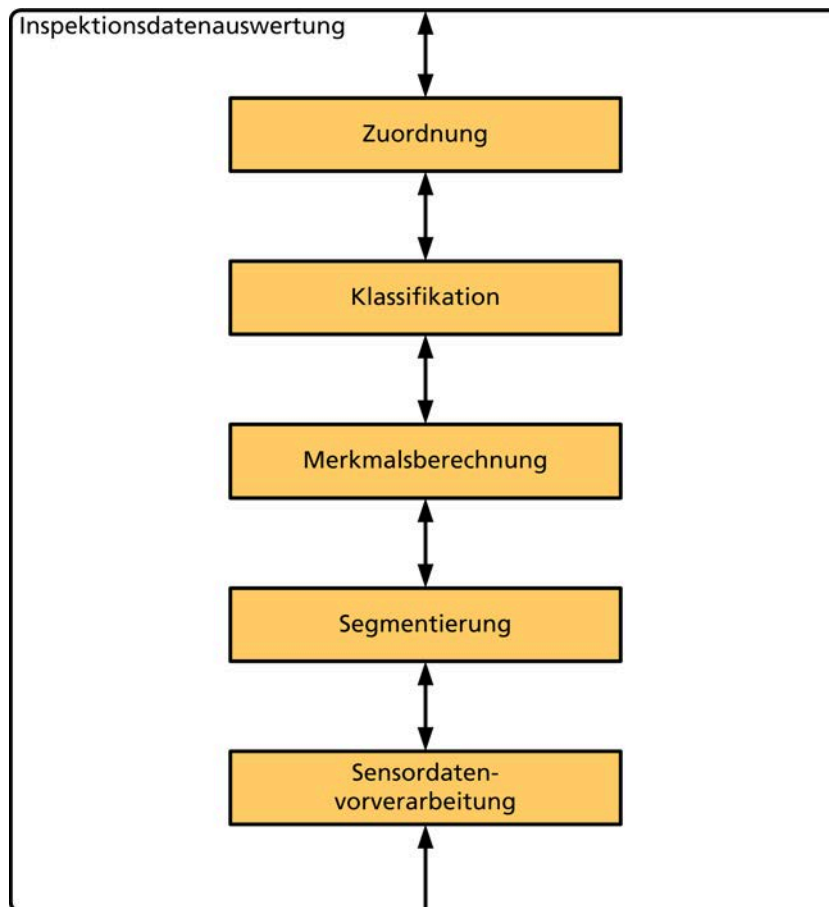 Inspektionsdatenauswertung
Zuordnung
Klassifikation
Merkmalsberechnung
Segmentierung
Sensordaten-
vorverarbeitung